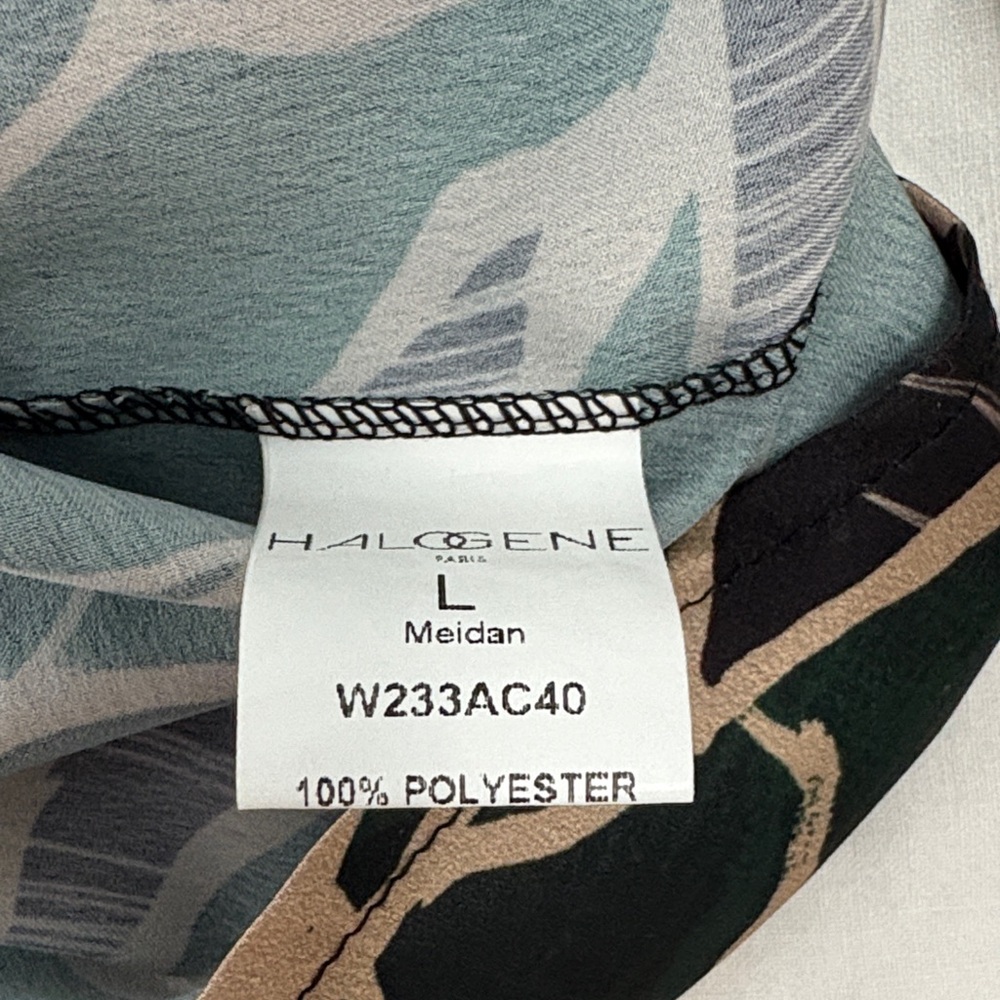 HALOGENE
PARIS
L
Meidan
W233AC40
100% POLYESTER